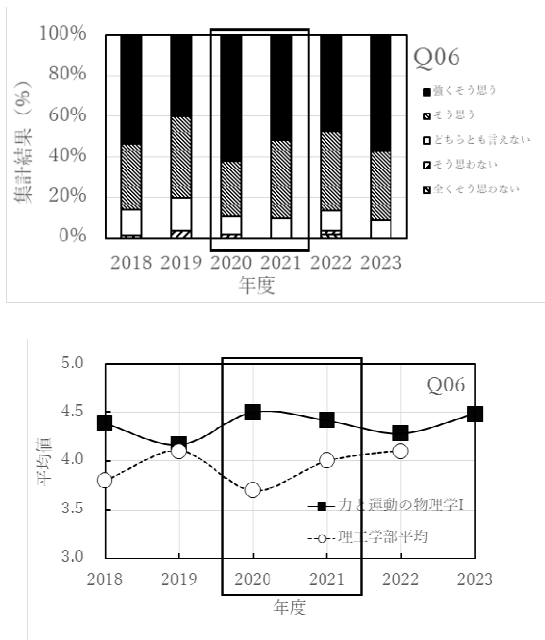 100%
80%
60%
40%
20%
0%
集計結果（%）
2018 2019 2020 2021 2022 2023
年度
Q06
強くそう思う
そう思う
どちらとも言えない
そう思わない
全くそう思わない
5.0
4.5
4.0
3.5
3.0
平均値
Q06
力と運動の物理学I
理工学部平均
2018 2019 2020 2021 2022 2023
年度